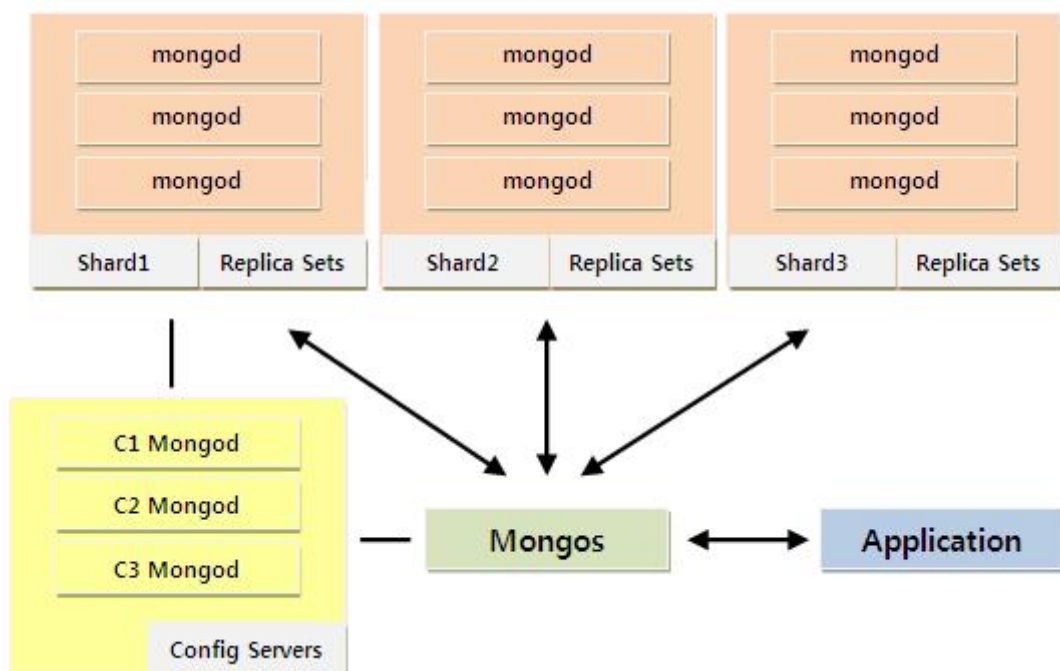 mongod
mongod
mongod
Shard1
Replica Sets
mongod
mongod
mongod
Shard2
Replica Sets
mongod
mongod
mongod
Shard3
Replica Sets
C1 Mongod
C2 Mongod
C3 Mongod
Config Servers
Mongos
Application